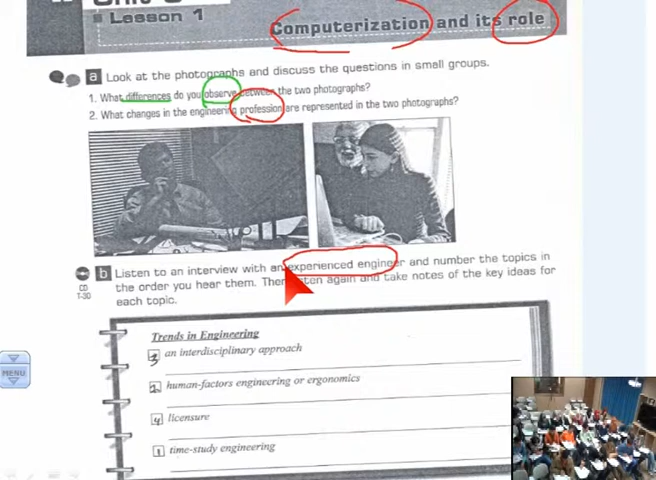 Lesson 1
Computerization and its role
a Look at the photographs and discuss the questions in small groups.
1. What differences do you observe between the two photographs?
2. What changes in the engineering profession are represented in the two photographs?
CD
T-30
b Listen to an interview with an experienced engineer and number the topics in
the order you hear them. Then listen again and take notes of the key ideas for
each topic.
Trends in Engineering
3 an interdisciplinary approach
2 human-factors engineering or ergonomics
4 licensure
1 time-study engineering
MENU